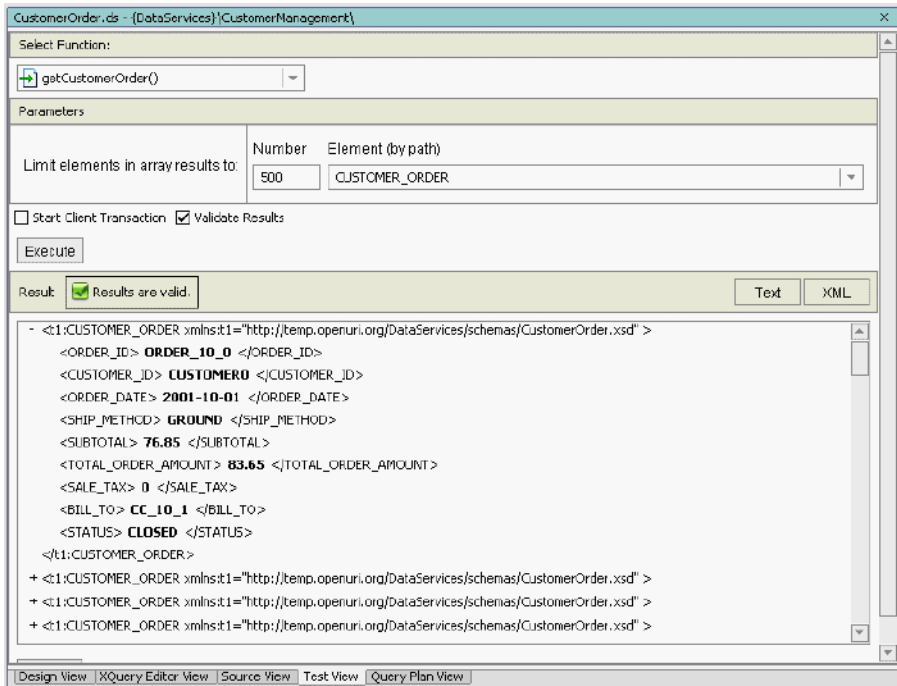 CustomerOrder.ds - {DataServices}\CustomerManagement\
Select Function:
getCustomerOrder()
Parameters
Limit elements in array results to:
Number Element (by path)
500 CUSTOMER_ORDER
Start Client Transaction Validate Results
Execute
Result Results are valid. Text XML
- <t1:CUSTOMER_ORDER xmlns:t1="http://temp.openuri.org/DataServices/schemas/CustomerOrder.xsd" >
<ORDER_ID> ORDER_10_0 </ORDER_ID>
<CUSTOMER_ID> CUSTOMER0 </CUSTOMER_ID>
<ORDER_DATE> 2001-10-01 </ORDER_DATE>
<SHIP_METHOD> GROUND </SHIP_METHOD>
<SUBTOTAL> 76.85 </SUBTOTAL>
<TOTAL_ORDER_AMOUNT> 83.65 </TOTAL_ORDER_AMOUNT>
<SALE_TAX> 0 </SALE_TAX>
<BILL_TO> CC_10_1 </BILL_TO>
<STATUS> CLOSED </STATUS>
</t1:CUSTOMER_ORDER>
+ <t1:CUSTOMER_ORDER xmlns:t1="http://temp.openuri.org/DataServices/schemas/CustomerOrder.xsd" >
+ <t1:CUSTOMER_ORDER xmlns:t1="http://temp.openuri.org/DataServices/schemas/CustomerOrder.xsd" >
+ <t1:CUSTOMER_ORDER xmlns:t1="http://temp.openuri.org/DataServices/schemas/CustomerOrder.xsd" >
Design View XQuery Editor View Source View Test View Query Plan View